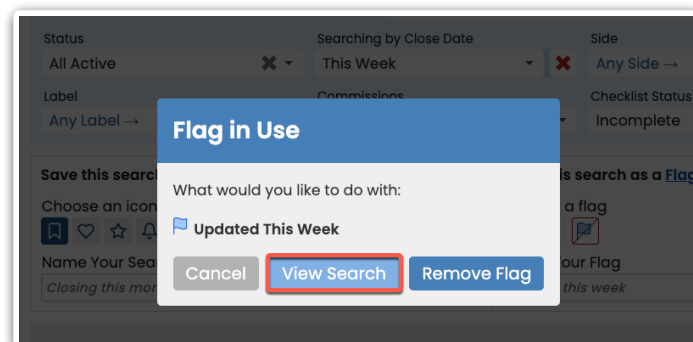 Status Searching by Close Date Side
All Active This Week Any Side →
Label Commissions Checklist Status
Any Label → Incomplete
Flag in Use
Save this search is search as a Flag
What would you like to do with:
Choose an icon a flag
Updated This Week
Name Your Sea our Flag
Cancel View Search Remove Flag
Closing this mon this week